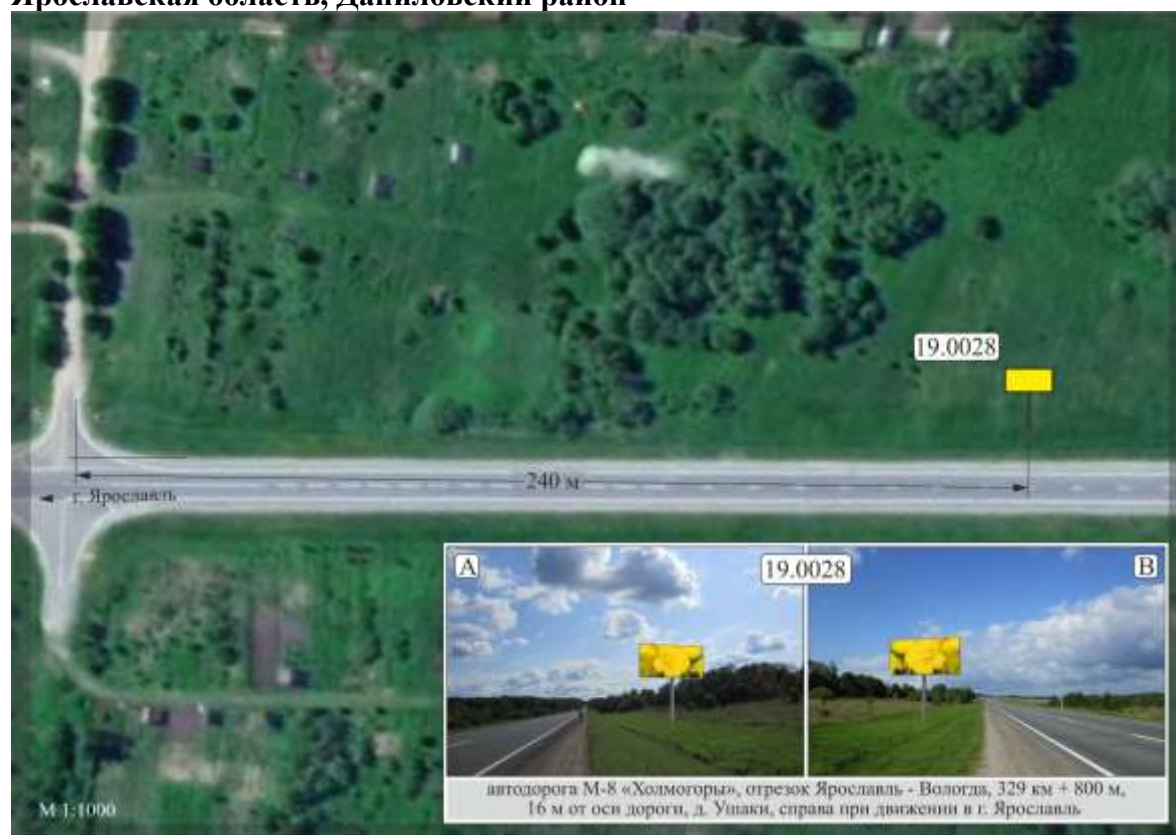 Ярославская область, Даниловский район
19.0028
240 м
г. Ярославль
A
19.0028
B
автодорога М-8 «Холмогоры», отрезок Ярославль - Вологда, 329 км + 800 м,
16 м от оси дороги, д. Ушаки, справа при движении в г. Ярославль
М 1:1000